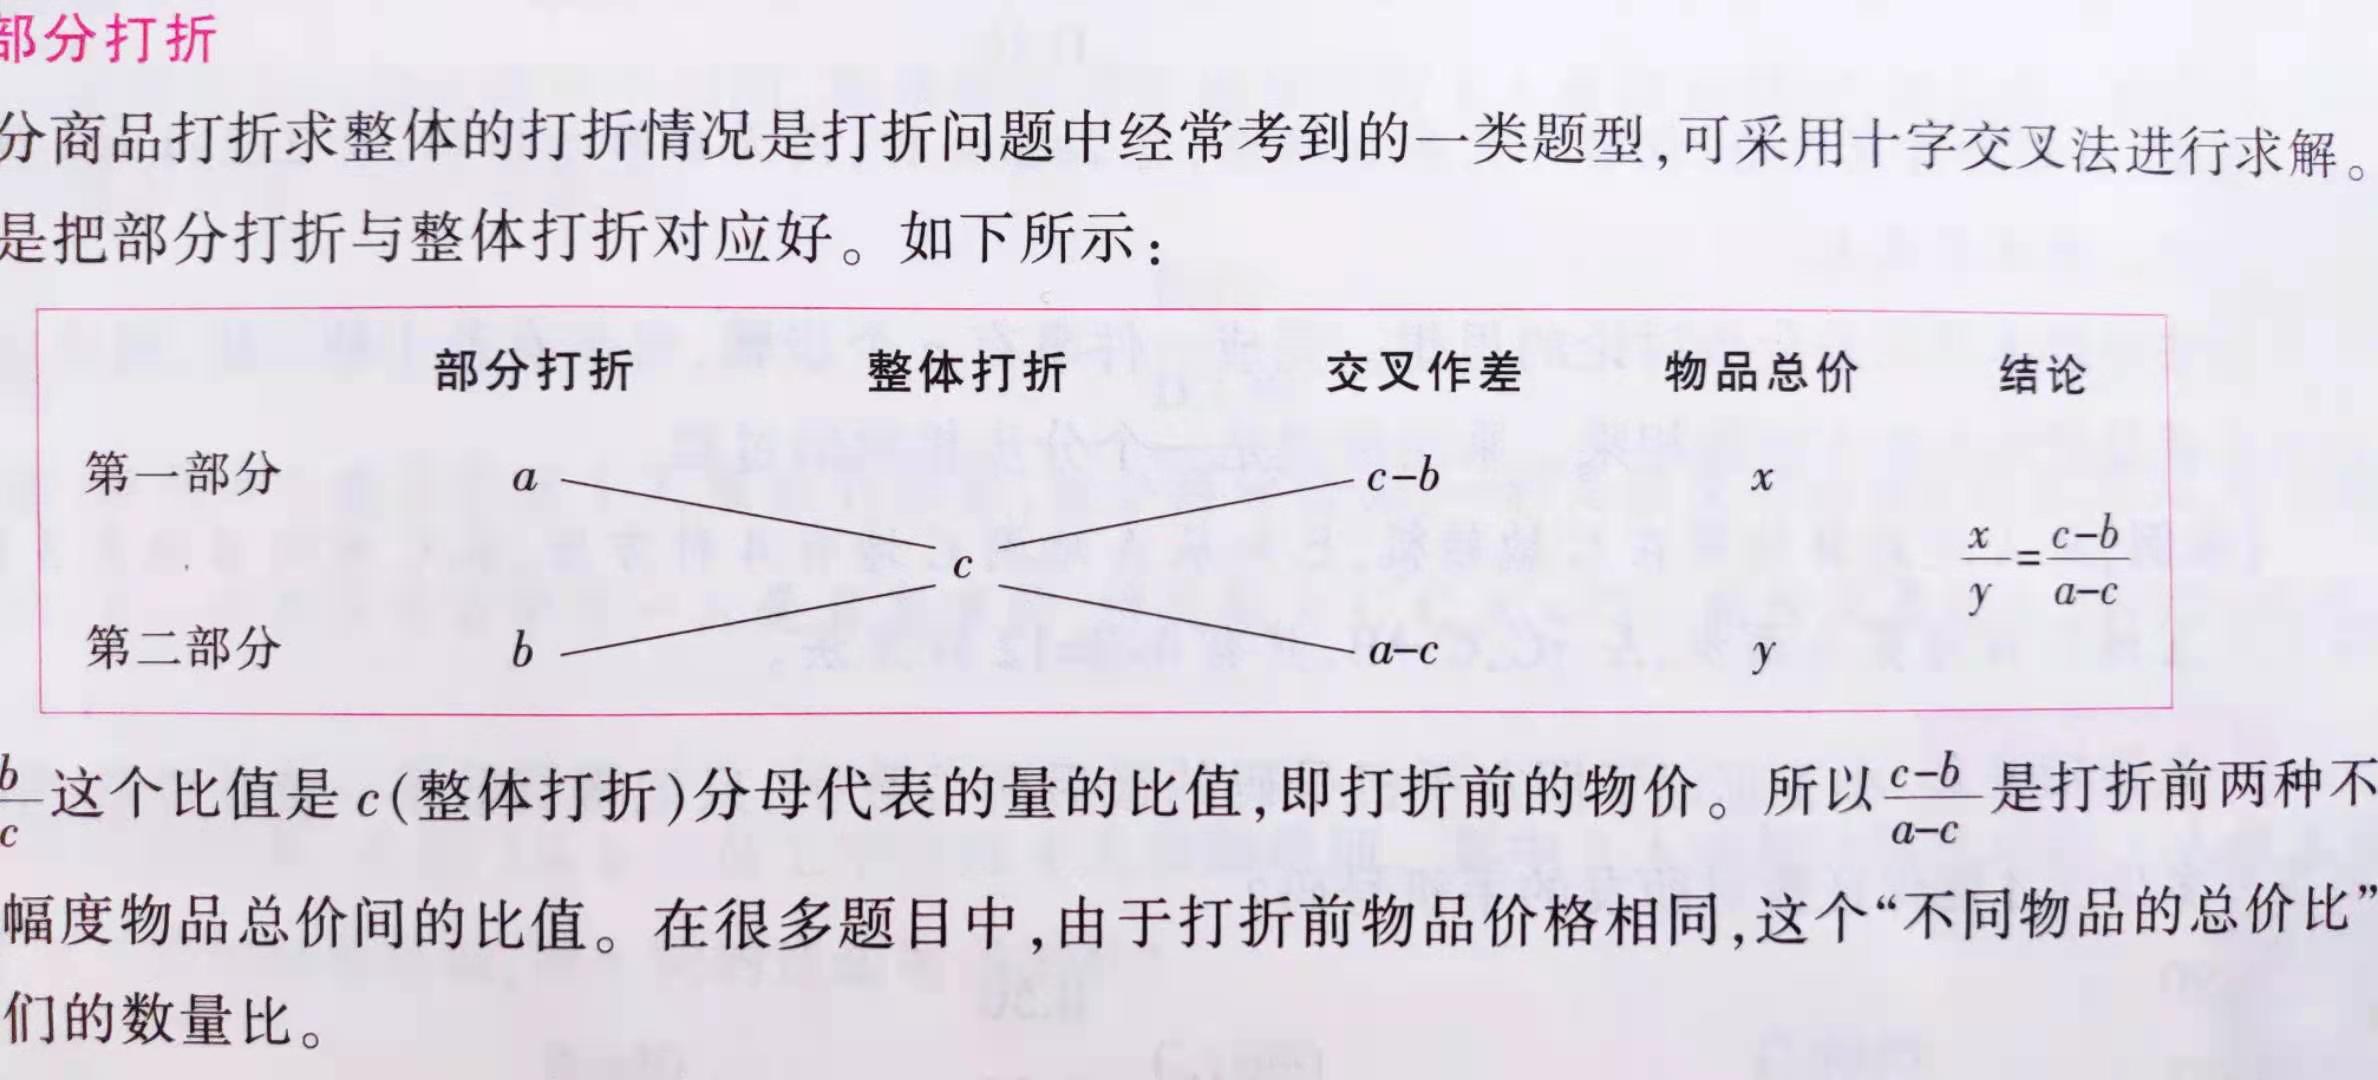 部分打折
分商品打折求整体的打折情况是打折问题中经常考到的一类题型,可采用十字交叉法进行求解。
是把部分打折与整体打折对应好。如下所示:
部分打折 整体打折 交叉作差 物品总价 结论
第一部分 a c-b x
c x/y=c-b/a-c
第二部分 b a-c y
b/c 这个比值是c(整体打折)分母代表的量的比值,即打折前的物价。所以 c-b/a-c 是打折前两种不
幅度物品总价间的比值。在很多题目中,由于打折前物品价格相同,这个“不同物品的总价比”
们的数量比。